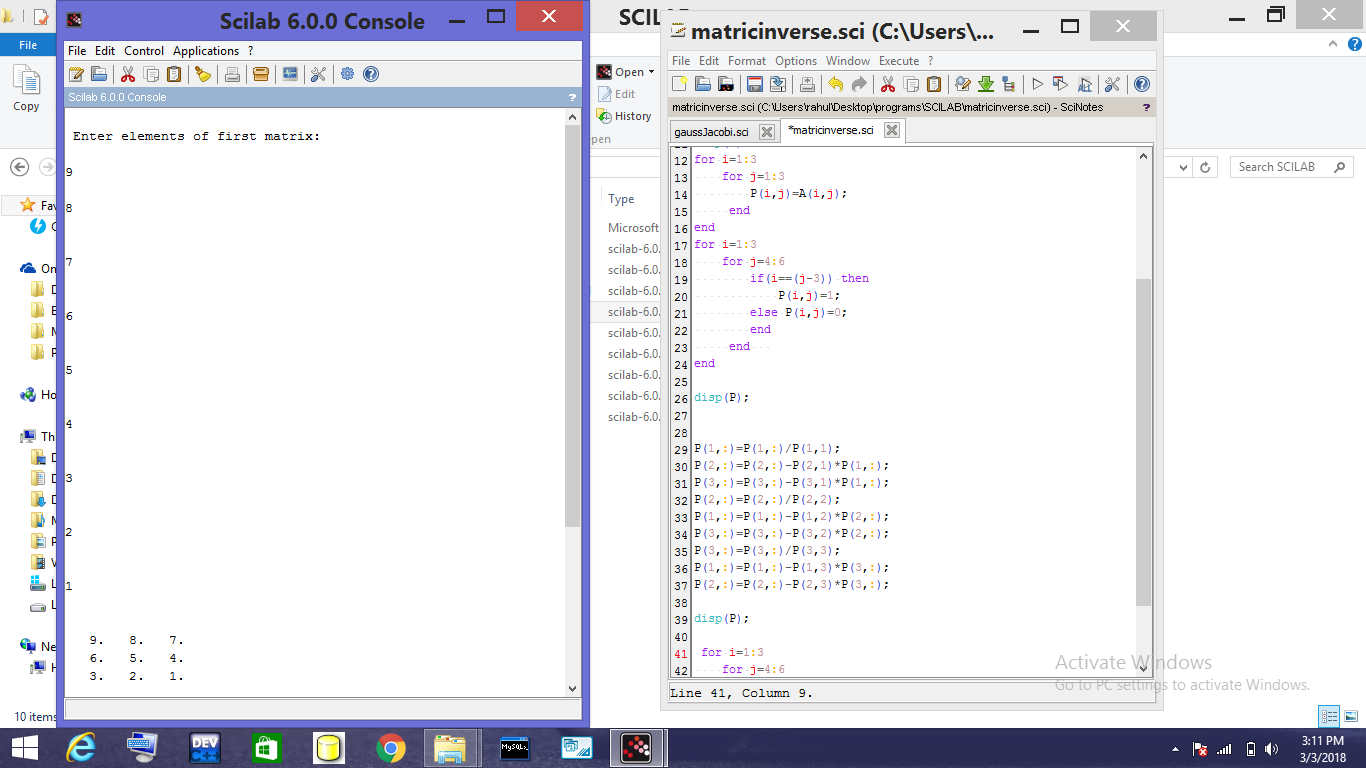 Scilab 6.0.0 Console
File Edit Control Applications ?
Scilab 6.0.0 Console ?
Enter elements of first matrix:
9
8
7
6
5
4
3
2
1
9. 8. 7.
6. 5. 4.
3. 2. 1.
File
Copy
Fav
On
Ho
Th
Ne
10 items
SCILAB
Open
Edit
History
pen
Search SCILAB
Type
Microsoft
scilab-6.0.
scilab-6.0.
scilab-6.0.
scilab-6.0.
scilab-6.0.
scilab-6.0.
scilab-6.0.
scilab-6.0.
scilab-6.0.
matricinverse.sci (C:\Users\...
File Edit Format Options Window Execute ?
matricinverse.sci (C:\Users\rahul\Desktop\programs\SCILAB\matricinverse.sci) - SciNotes ?
gaussJacobi.sci *matricinverse.sci
12 for i=1:3
13 for j=1:3
14 P(i,j)=A(i,j);
15 end
16 end
17 for i=1:3
18 for j=4:6
19 if(i==(j-3)) then
20 P(i,j)=1;
21 else P(i,j)=0;
22 end
23 end
24 end
25
26 disp(P);
27
28
29 P(1,:)=P(1,:)/P(1,1);
30 P(2,:)=P(2,:)-P(2,1)*P(1,:);
31 P(3,:)=P(3,:)-P(3,1)*P(1,:);
32 P(2,:)=P(2,:)/P(2,2);
33 P(1,:)=P(1,:)-P(1,2)*P(2,:);
34 P(3,:)=P(3,:)-P(3,2)*P(2,:);
35 P(3,:)=P(3,:)/P(3,3);
36 P(1,:)=P(1,:)-P(1,3)*P(3,:);
37 P(2,:)=P(2,:)-P(2,3)*P(3,:);
38
39 disp(P);
40
41 for i=1:3
42 for j=4:6
Line 41, Column 9.
Activate Windows
Go to PC settings to activate Windows.
DEV
C++
MySQL
3:11 PM
3/3/2018